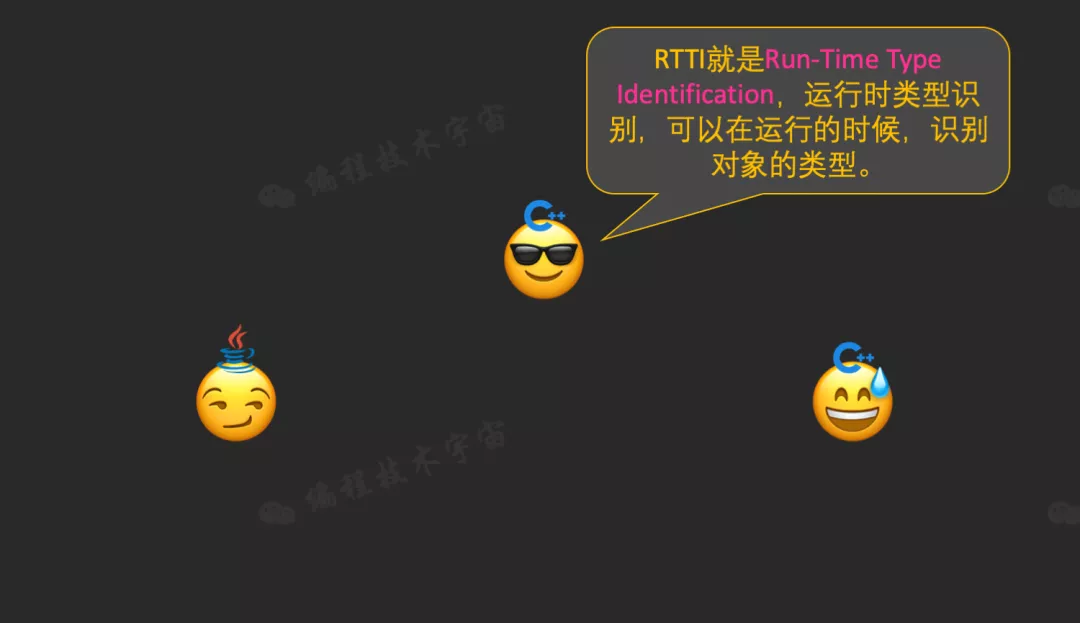 RTTI就是Run-Time Type
Identification，运行时类型识
别，可以在运行的时候，识别
对象的类型。
编程技术宇宙
C++
C++
编程技术宇宙